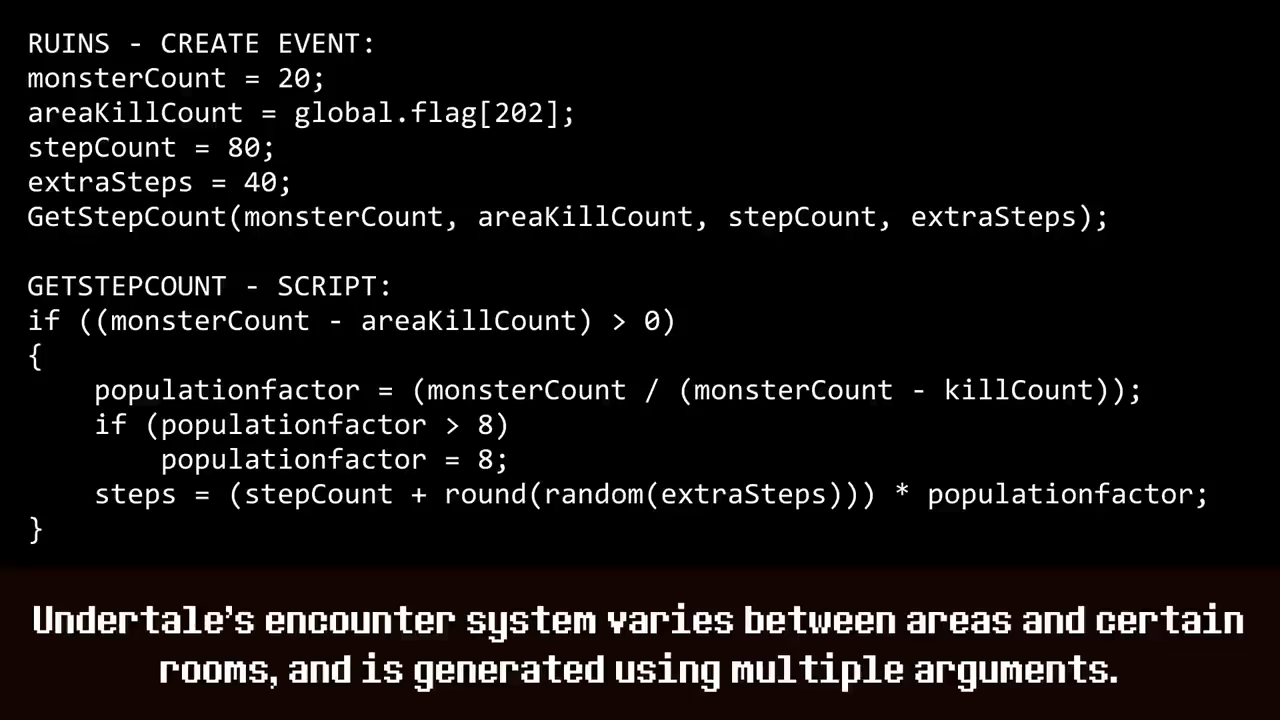 RUINS - CREATE EVENT:
monsterCount = 20;
areaKillCount = global.flag[202];
stepCount = 80;
extraSteps = 40;
GetStepCount(monsterCount, areaKillCount, stepCount, extraSteps);
GETSTEPCOUNT - SCRIPT:
if ((monsterCount - areaKillCount) > 0)
{
    populationfactor = (monsterCount / (monsterCount - killCount));
    if (populationfactor > 8)
        populationfactor = 8;
    steps = (stepCount + round(random(extraSteps))) * populationfactor;
}
Undertale's encounter system varies between areas and certain
rooms, and is generated using multiple arguments.